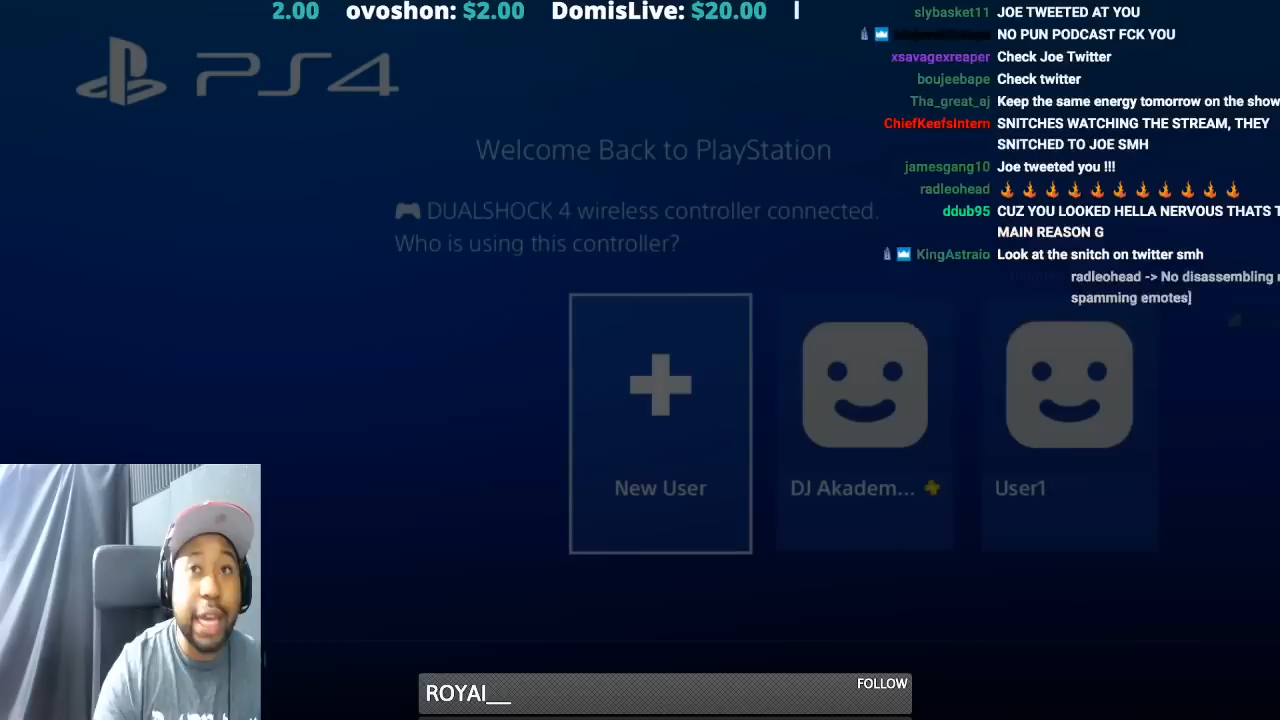 2.00 ovoshon: $2.00 DomisLive: $20.00
PS4
Welcome Back to PlayStation
DUALSHOCK 4 wireless controller connected.
Who is using this controller?
New User
DJ Akadem...
User1
slybasket11 JOE TWEETED AT YOU
NO PUN PODCAST FCK YOU
xsavagexreaper Check Joe Twitter
boujeebape Check twitter
Tha_great_aj Keep the same energy tomorrow on the show
ChiefKeefsIntern SNITCHES WATCHING THE STREAM, THEY
SNITCHED TO JOE SMH
jamesgang10 Joe tweeted you !!!
radleohead
ddub95 CUZ YOU LOOKED HELLA NERVOUS THATS T
MAIN REASON G
KingAstraio Look at the snitch on twitter smh
radleohead -> No disassembling
spamming emotes]
ROYAI__
FOLLOW